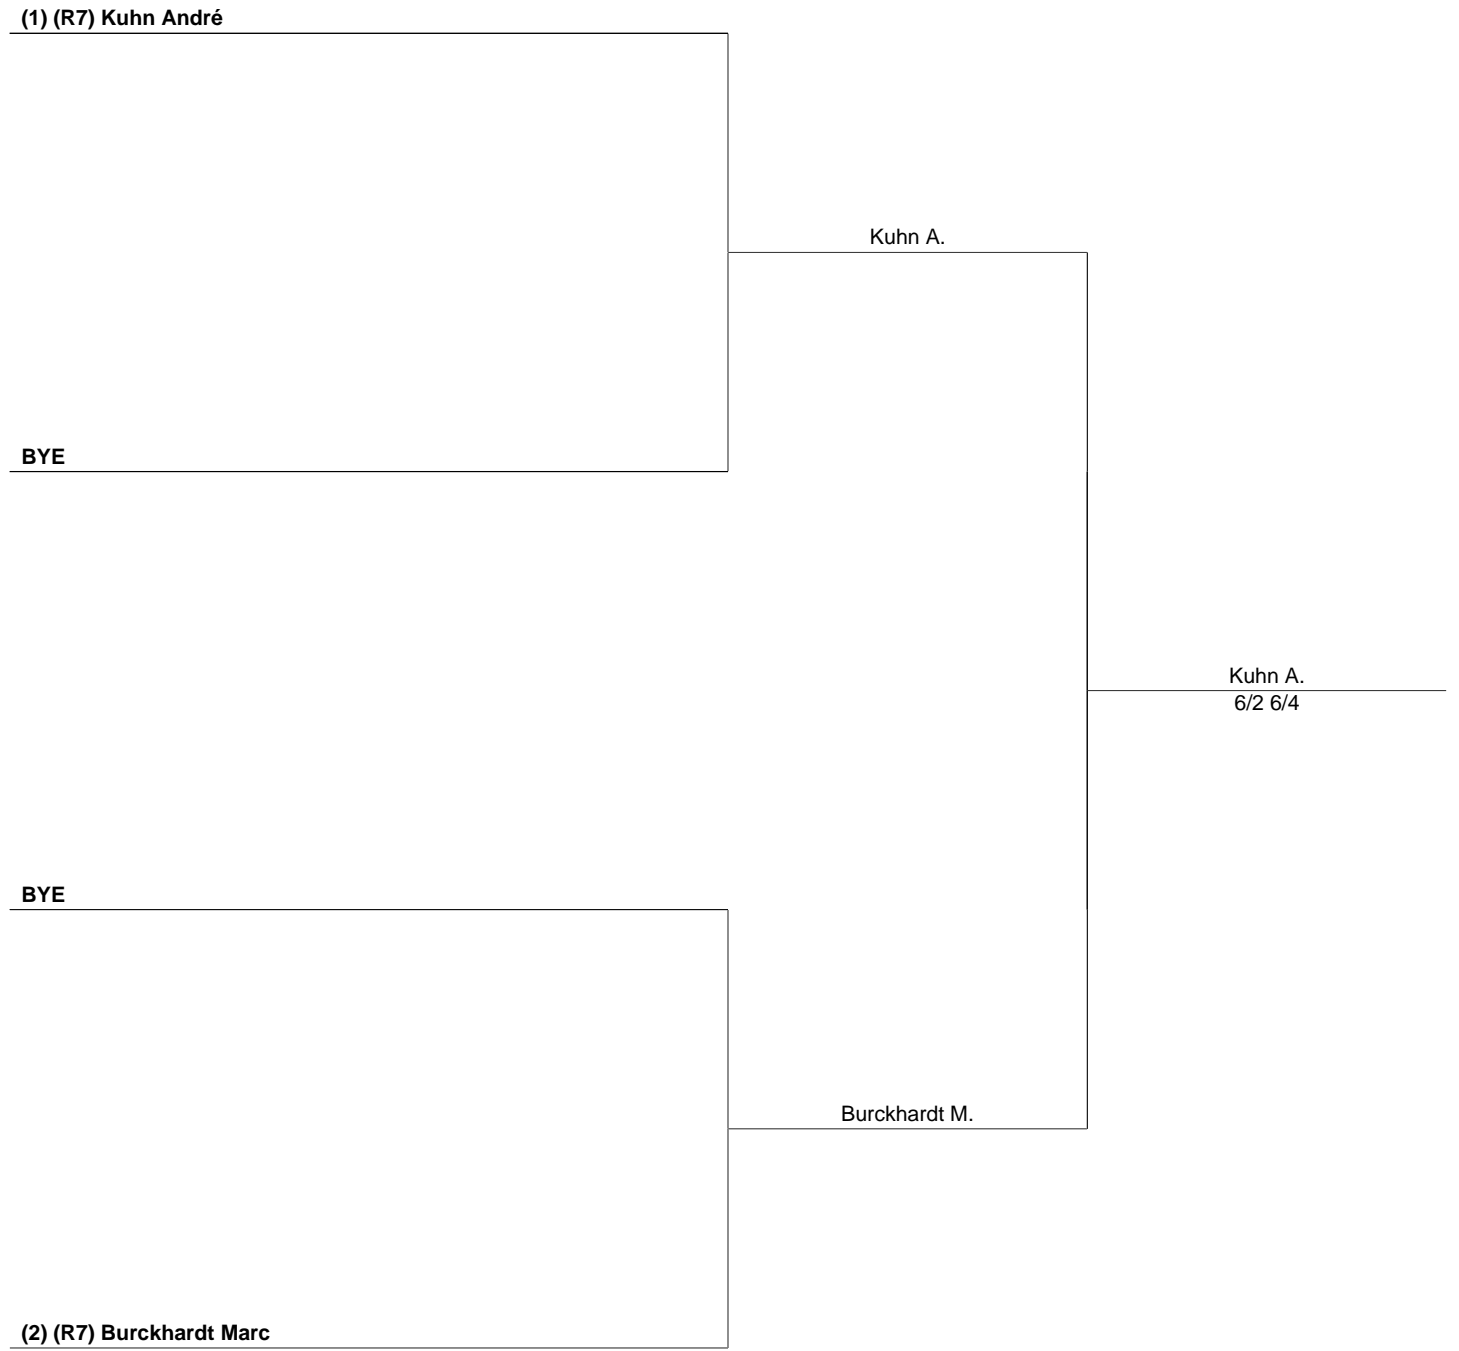 (1) (R7) Kuhn André
Kuhn A.
BYE
Kuhn A.
6/2 6/4
BYE
Burckhardt M.
(2) (R7) Burckhardt Marc